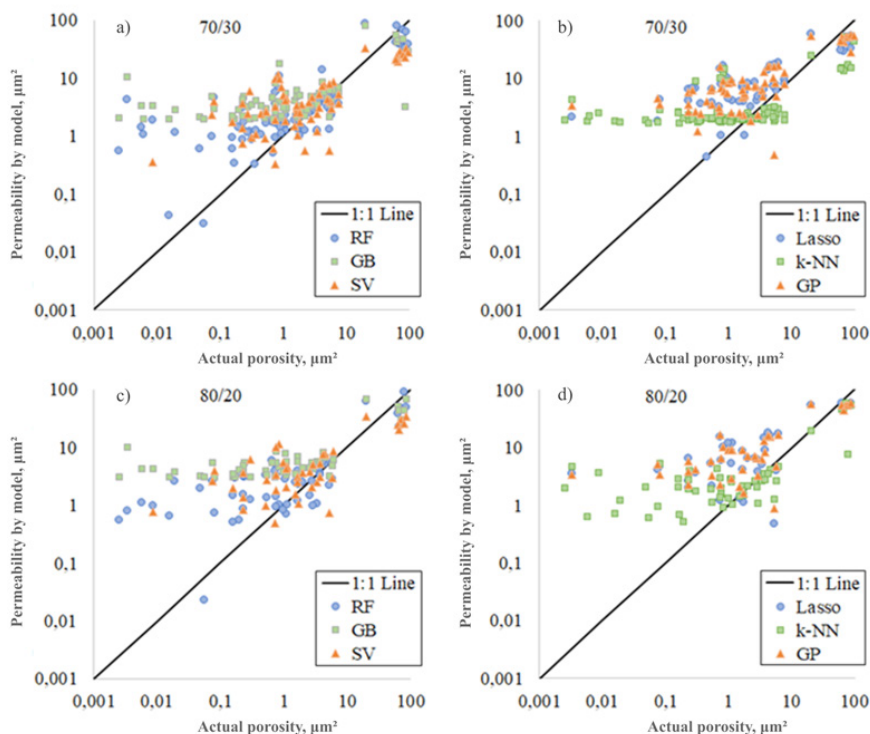 a) 70/30
Permeability by model, µm²
100
10
1
0,1
0,01
0,001
1:1 Line
RF
GB
SV
0,001 0,01 0,1 1 10 100
Actual porosity, µm²
b) 70/30
Permeability by model, µm²
100
10
1
0,1
0,01
0,001
1:1 Line
Lasso
k-NN
GP
0,001 0,01 0,1 1 10 100
Actual porosity, µm²
c) 80/20
Permeability by model, µm²
100
10
1
0,1
0,01
0,001
1:1 Line
RF
GB
SV
0,001 0,01 0,1 1 10 100
Actual porosity, µm²
d) 80/20
Permeability by model, µm²
100
10
1
0,1
0,01
0,001
1:1 Line
Lasso
k-NN
GP
0,001 0,01 0,1 1 10 100
Actual porosity, µm²